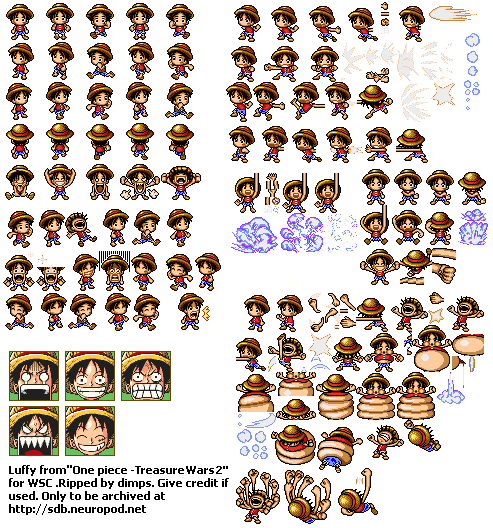 Luffy from"One piece -TreasureWars2"
for WSC .Ripped by dimps. Give credit if
used. Only to be archived at
http://sdb.neuropod.net